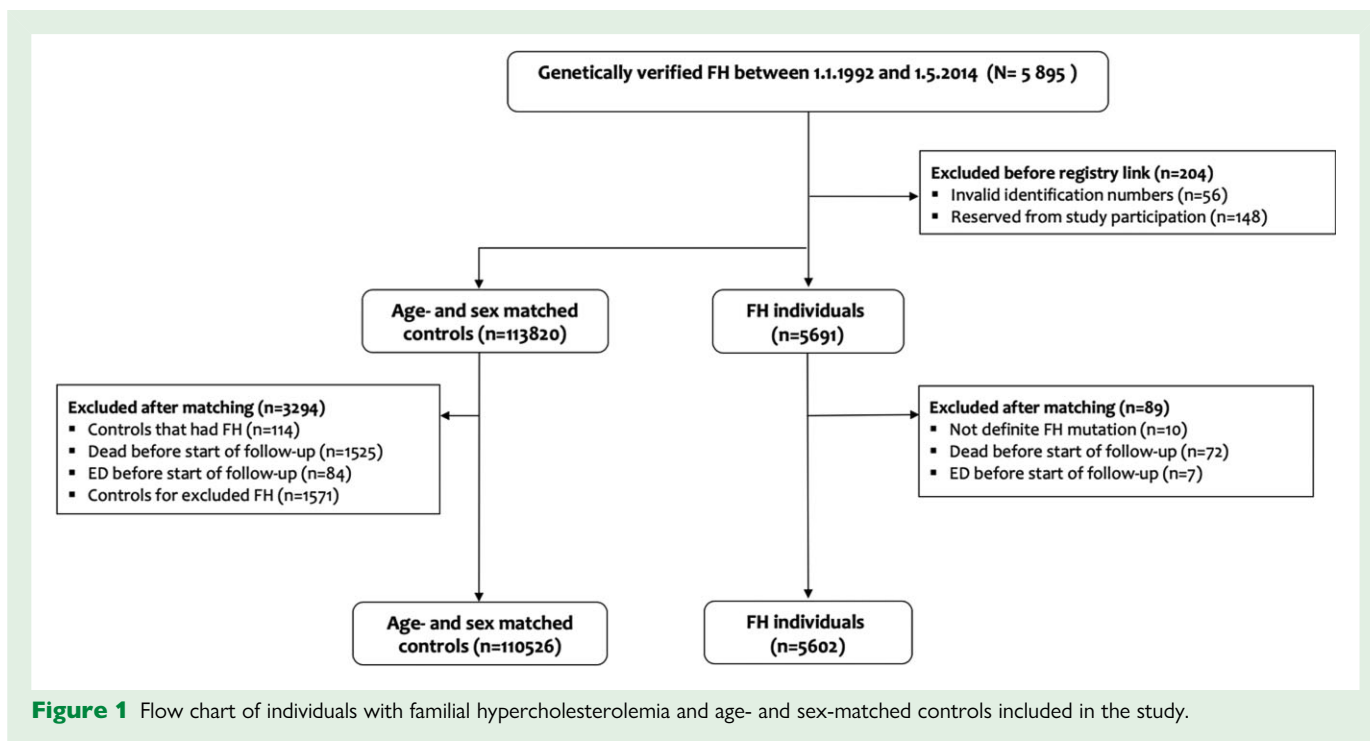 Genetically verified FH between 1.1.1992 and 1.5.2014 (N= 5 895 )
Excluded before registry link (n=204)
▪ Invalid identification numbers (n=56)
▪ Reserved from study participation (n=148)
Age- and sex matched
controls (n=113820)
FH individuals
(n=5691)
Excluded after matching (n=3294)
▪ Controls that had FH (n=114)
▪ Dead before start of follow-up (n=1525)
▪ ED before start of follow-up (n=84)
▪ Controls for excluded FH (n=1571)
Excluded after matching (n=89)
▪ Not definite FH mutation (n=10)
▪ Dead before start of follow-up (n=72)
▪ ED before start of follow-up (n=7)
Age- and sex matched
controls (n=110526)
FH individuals
(n=5602)
Figure 1 Flow chart of individuals with familial hypercholesterolemia and age- and sex-matched controls included in the study.